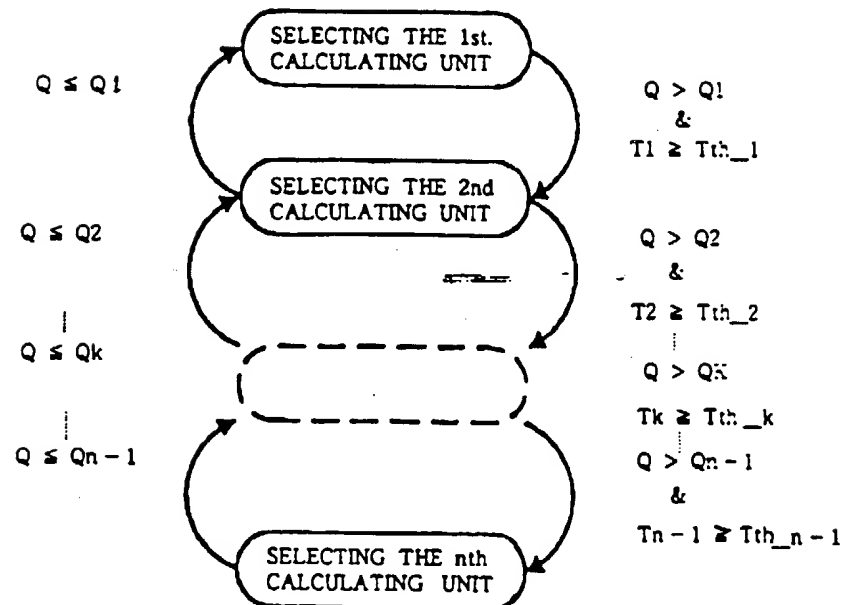 SELECTING THE 1st.
CALCULATING UNIT
Q ≤ Q1
Q > Q1
&
T1 ≧ Tth_1
SELECTING THE 2nd
CALCULATING UNIT
Q ≤ Q2
Q > Q2
&
T2 ≧ Tth_2
Q ≦ Qk
Q > QK
Tk ≧ Tth_k
Q ≤ Qn-1
Q > Qn-1
&
Tn-1 ≧ Tth_n-1
SELECTING THE nth
CALCULATING UNIT